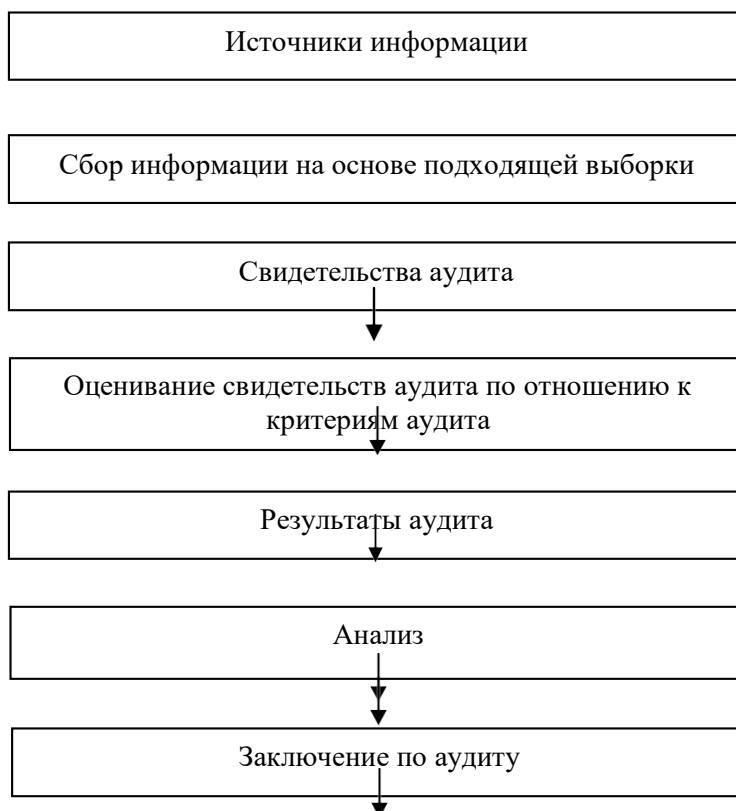 Источники информации
Сбор информации на основе подходящей выборки
Свидетельства аудита
Оценивание свидетельств аудита по отношению к
критериям аудита
Результаты аудита
Анализ
Заключение по аудиту